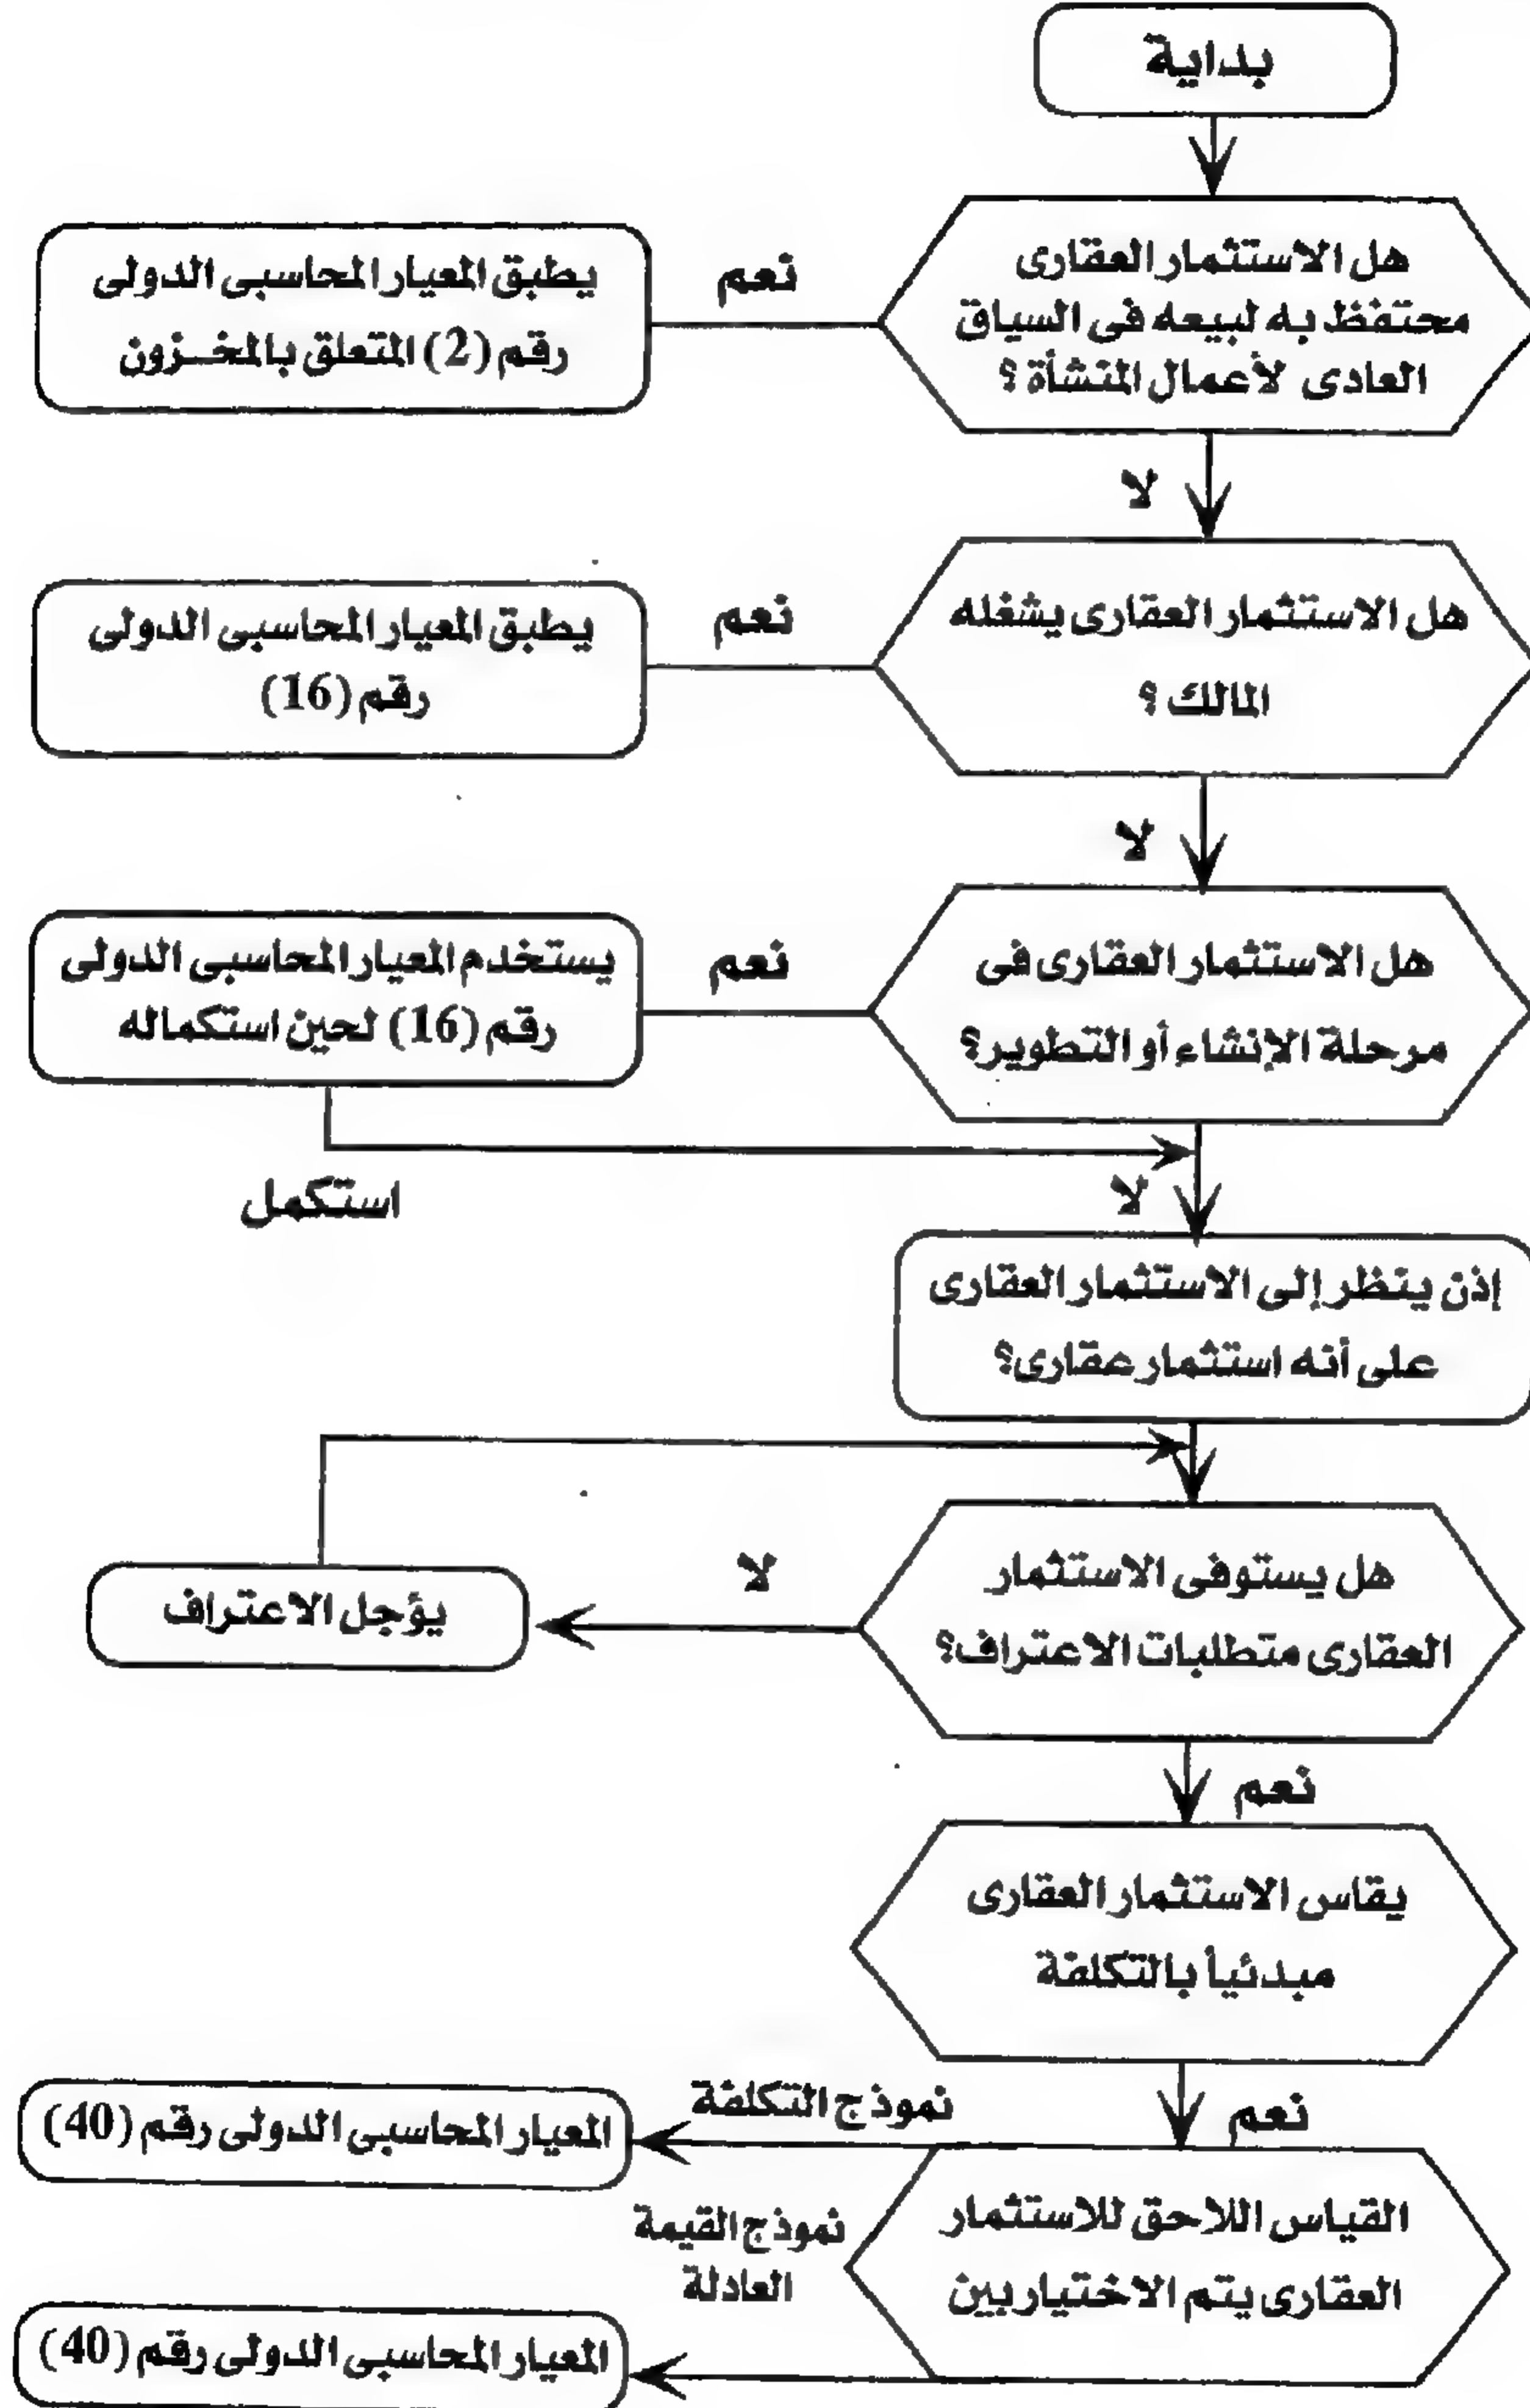 بداية
هل الاستثمار العقارى
محتفظ به لبيعه فى السياق
العادى لأعمال المنشأة ؟
نعم
يطبق المعيار المحاسبى الدولى
رقم (2) المتعلق بالمخزون
لا
هل الاستثمار العقارى يشغله
المالك ؟
نعم
يطبق المعيار المحاسبى الدولى
رقم (16)
لا
هل الاستثمار العقارى فى
مرحلة الإنشاء أو التطوير؟
نعم
يستخدم المعيار المحاسبى الدولى
رقم (16) لحين استكماله
استكمل
لا
إذن ينظر إلى الاستثمار العقارى
على أنه استثمار عقارى؟
هل يستوفى الاستثمار
العقارى متطلبات الاعتراف؟
لا
يؤجل الاعتراف
نعم
يقاس الاستثمار العقارى
مبدئياً بالتكلفة
نعم
القياس اللاحق للاستثمار
العقارى يتم الاختيار بين
نموذج التكلفة
المعيار المحاسبى الدولى رقم (40)
نموذج القيمة
العادلة
المعيار المحاسبى الدولى رقم (40)